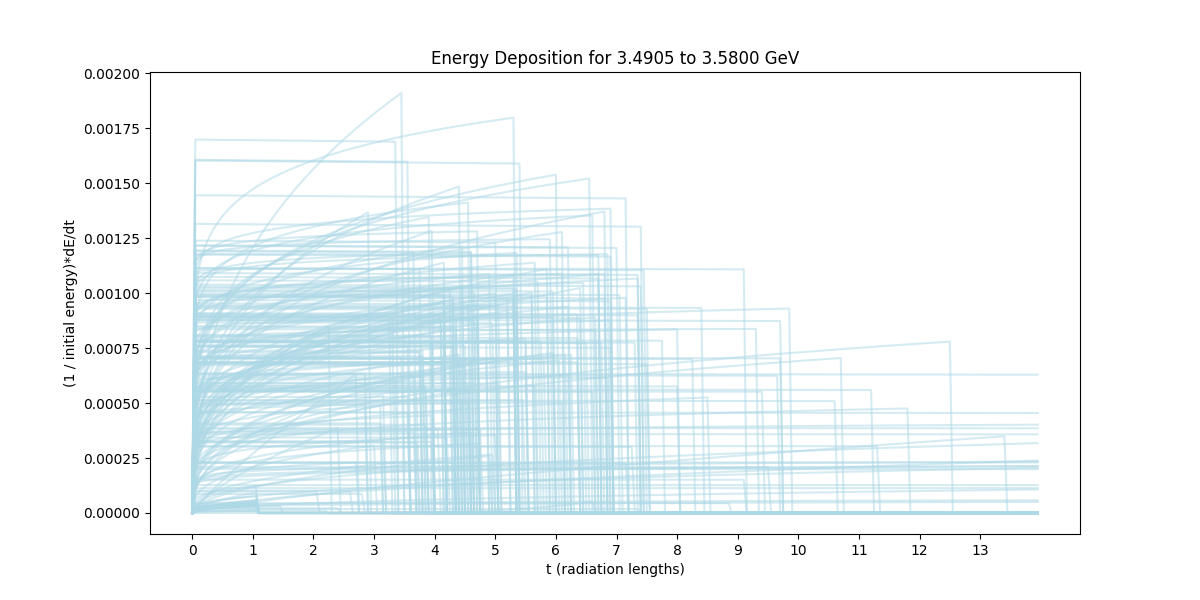 Energy Deposition for 3.4905 to 3.5800 GeV
(1 / initial energy)*dE/dt
0.00200
0.00175
0.00150
0.00125
0.00100
0.00075
0.00050
0.00025
0.00000
0 1 2 3 4 5 6 7 8 9 10 11 12 13
t (radiation lengths)